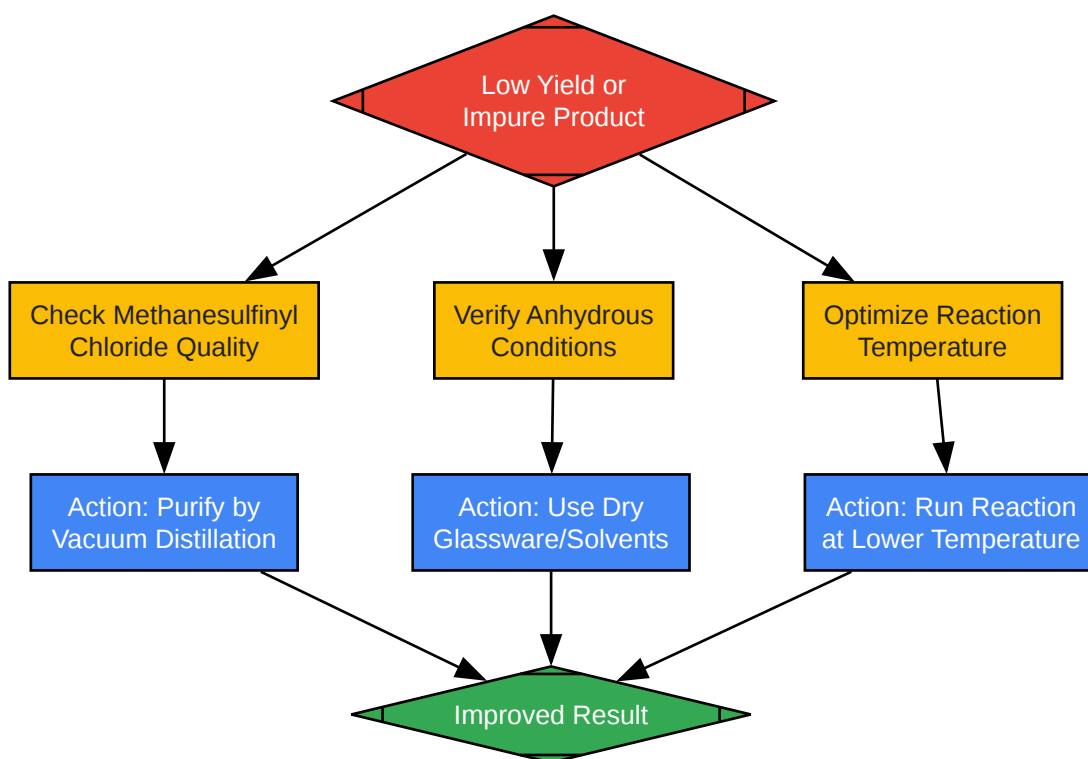 Low Yield or
Impure Product
Check Methanesulfinyl
Chloride Quality
Verify Anhydrous
Conditions
Optimize Reaction
Temperature
Action: Purify by
Vacuum Distillation
Action: Use Dry
Glassware/Solvents
Action: Run Reaction
at Lower Temperature
Improved Result